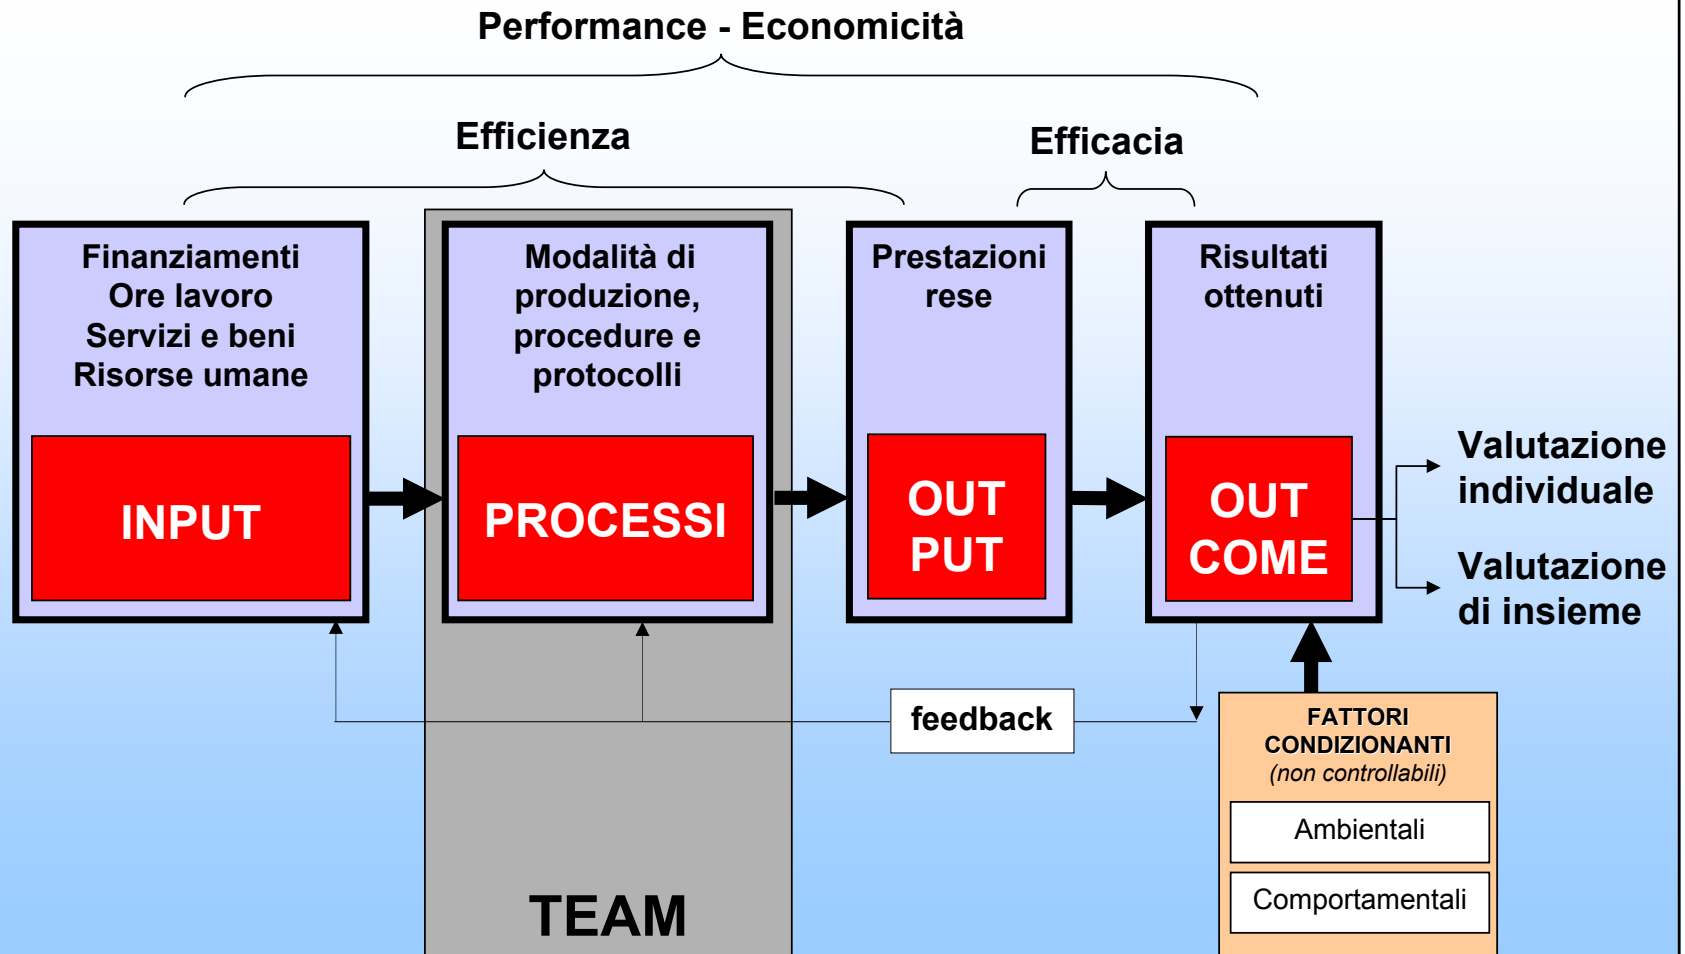 Performance - Economicità
Efficienza
Efficacia
Finanziamenti
Ore lavoro
Servizi e beni
Risorse umane
INPUT
Modalità di
produzione,
procedure e
protocolli
PROCESSI
Prestazioni
rese
OUT
PUT
Risultati
ottenuti
OUT
COME
Valutazione
individuale
Valutazione
di insieme
feedback
FATTORI
CONDIZIONANTI
(non controllabili)
Ambientali
Comportamentali
TEAM